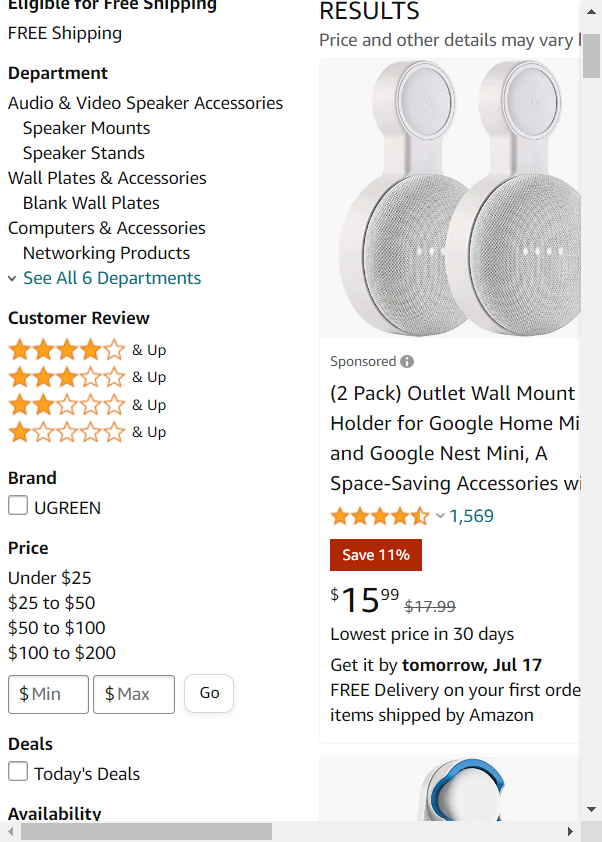 Eligible for Free Shipping
FREE Shipping
Department
Audio & Video Speaker Accessories
Speaker Mounts
Speaker Stands
Wall Plates & Accessories
Blank Wall Plates
Computers & Accessories
Networking Products
See All 6 Departments
Customer Review
& Up
& Up
& Up
& Up
Brand
UGREEN
Price
Under $25
$25 to $50
$50 to $100
$100 to $200
$ Min $ Max Go
Deals
Today's Deals
Availability
RESULTS
Price and other details may vary
Sponsored
(2 Pack) Outlet Wall Mount
Holder for Google Home Mi
and Google Nest Mini, A
Space-Saving Accessories wi
1,569
Save 11%
$15.99 $17.99
Lowest price in 30 days
Get it by tomorrow, Jul 17
FREE Delivery on your first orde
items shipped by Amazon